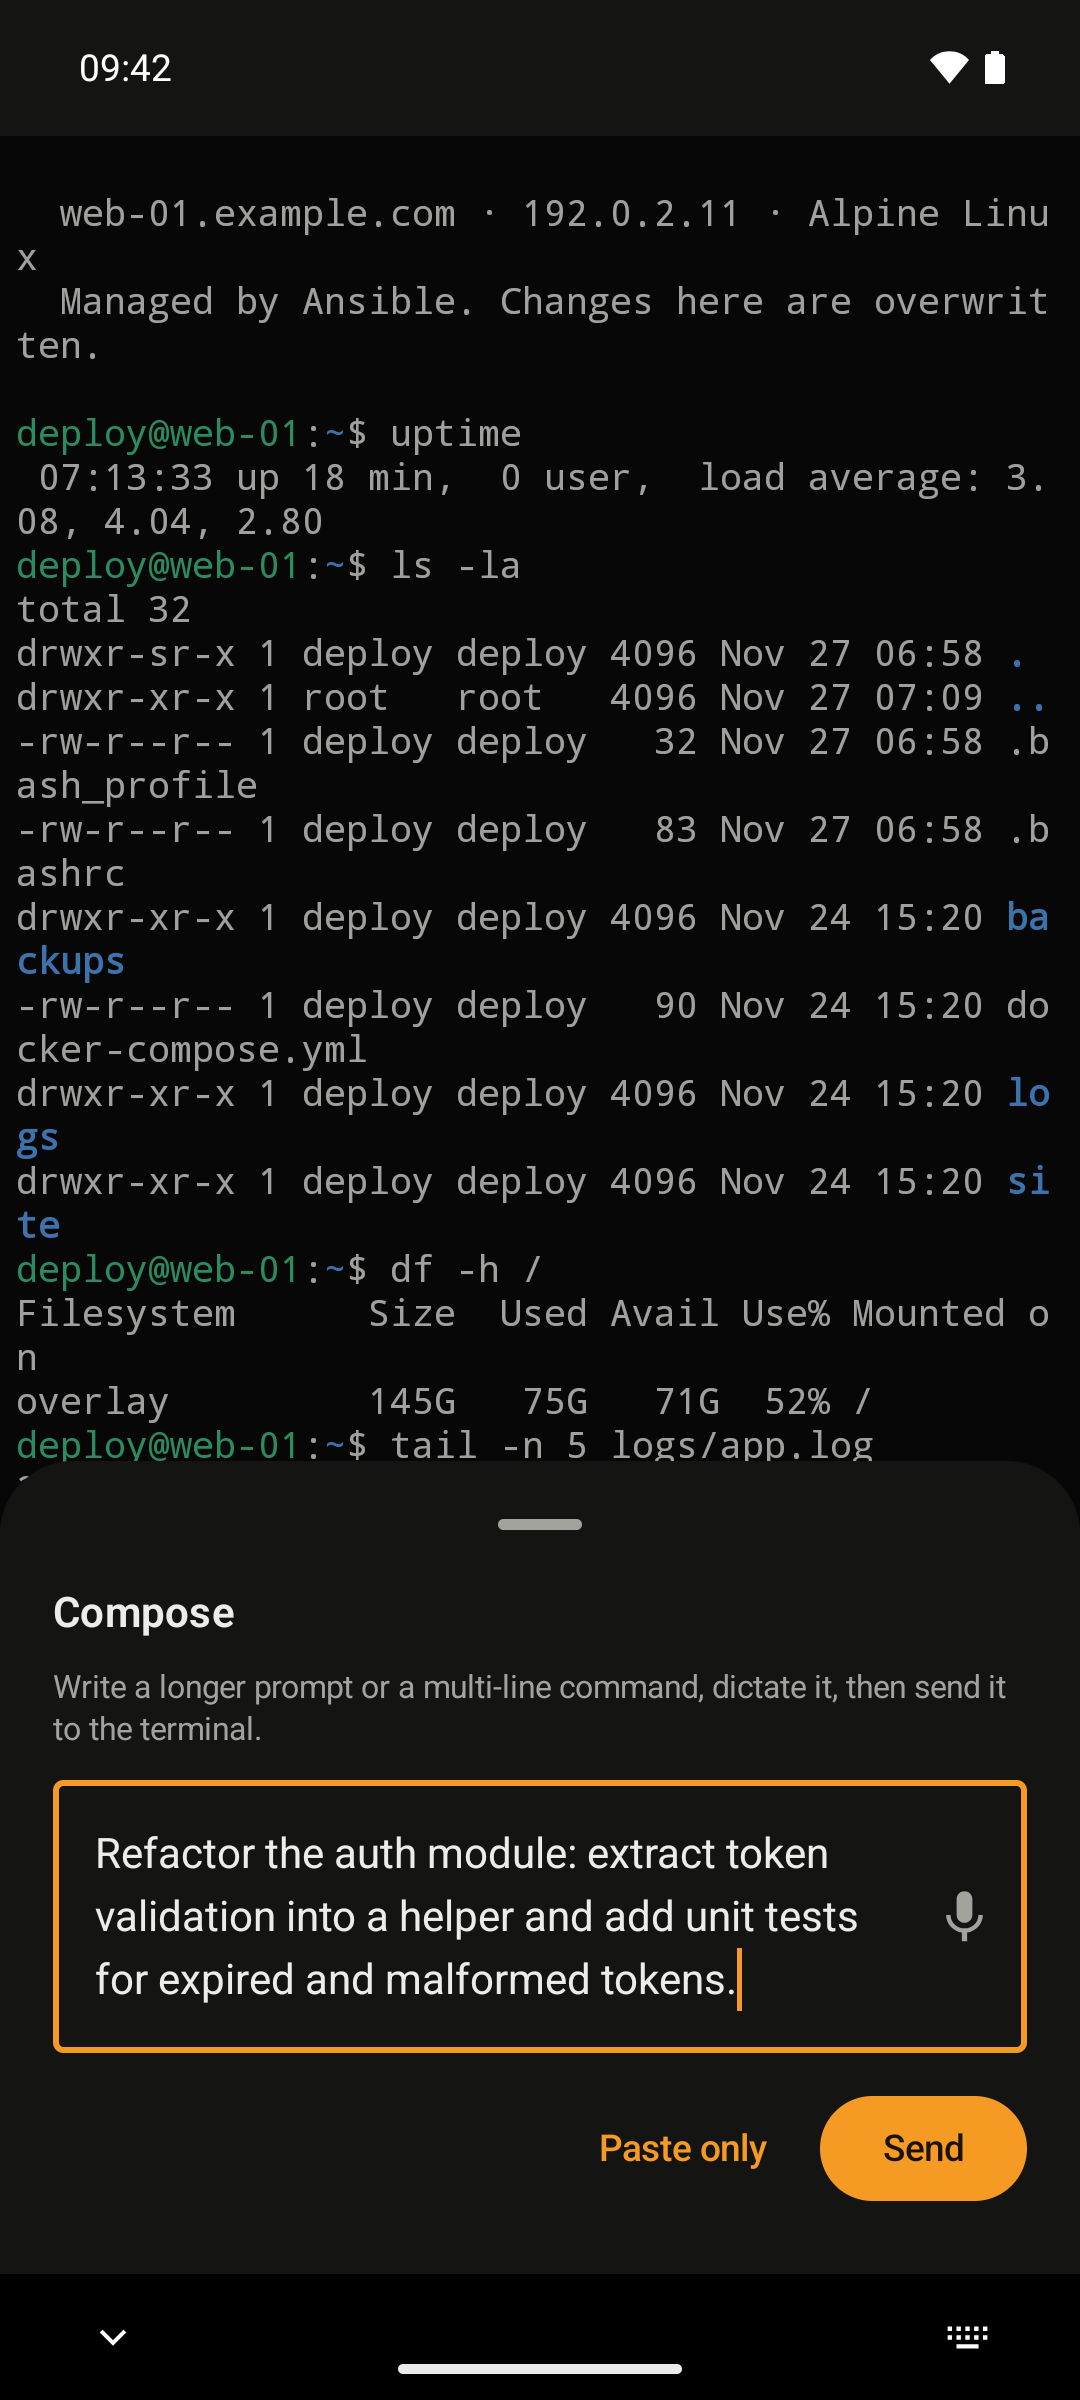 09:42
web-01.example.com · 192.0.2.11 · Alpine Linu
x
Managed by Ansible. Changes here are overwrit
ten.
deploy@web-01:~$ uptime
07:13:33 up 18 min,  0 user,  load average: 3.
08, 4.04, 2.80
deploy@web-01:~$ ls -la
total 32
drwxr-sr-x 1 deploy deploy 4096 Nov 27 06:58 .
drwxr-xr-x 1 root   root   4096 Nov 27 07:09 ..
-rw-r--r-- 1 deploy deploy   32 Nov 27 06:58 .b
ash_profile
-rw-r--r-- 1 deploy deploy   83 Nov 27 06:58 .b
ashrc
drwxr-xr-x 1 deploy deploy 4096 Nov 24 15:20 ba
ckups
-rw-r--r-- 1 deploy deploy   90 Nov 24 15:20 do
cker-compose.yml
drwxr-xr-x 1 deploy deploy 4096 Nov 24 15:20 lo
gs
drwxr-xr-x 1 deploy deploy 4096 Nov 24 15:20 si
te
deploy@web-01:~$ df -h /
Filesystem      Size  Used Avail Use% Mounted o
n
overlay         145G   75G   71G  52% /
deploy@web-01:~$ tail -n 5 logs/app.log
Compose
Write a longer prompt or a multi-line command, dictate it, then send it
to the terminal.
Refactor the auth module: extract token
validation into a helper and add unit tests
for expired and malformed tokens.
Paste only
Send